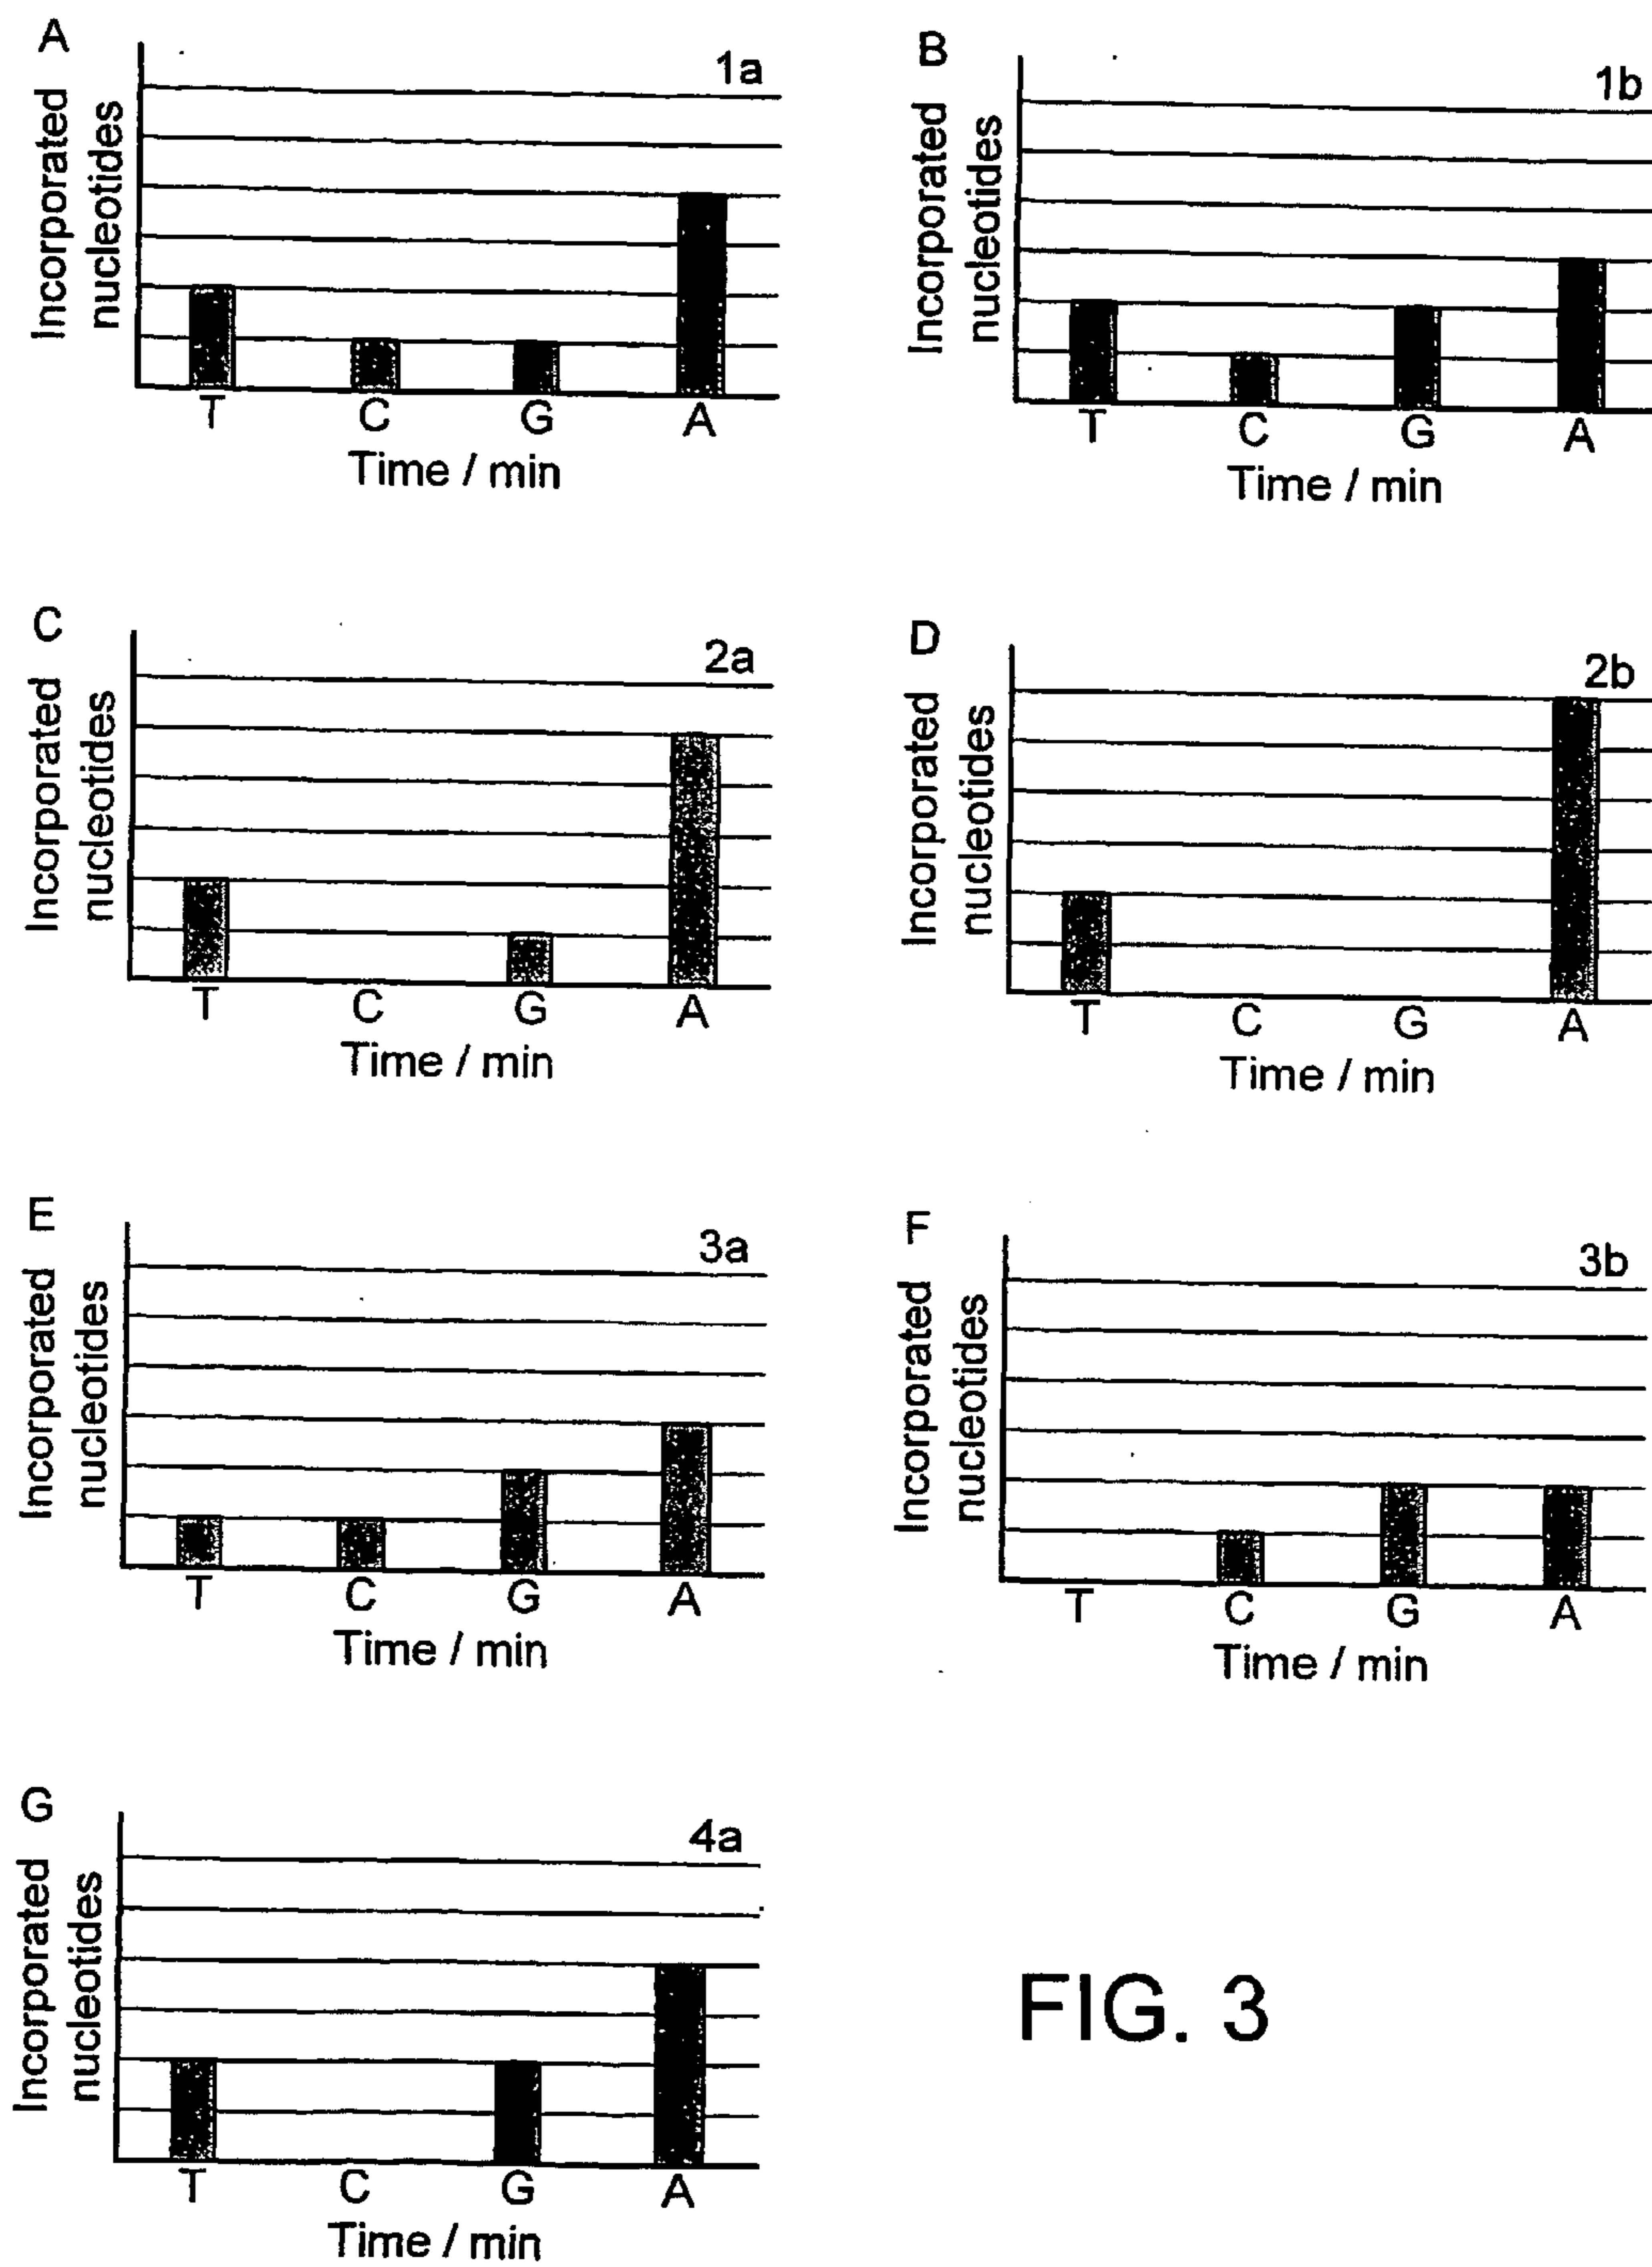 A
1a
Incorporated
nucleotides
T C G A
Time / min
B
1b
Incorporated
nucleotides
T C G A
Time / min
C
2a
Incorporated
nucleotides
T C G A
Time / min
D
2b
Incorporated
nucleotides
T C G A
Time / min
E
3a
Incorporated
nucleotides
T C G A
Time / min
F
3b
Incorporated
nucleotides
T C G A
Time / min
G
4a
Incorporated
nucleotides
T C G A
Time / min
FIG. 3